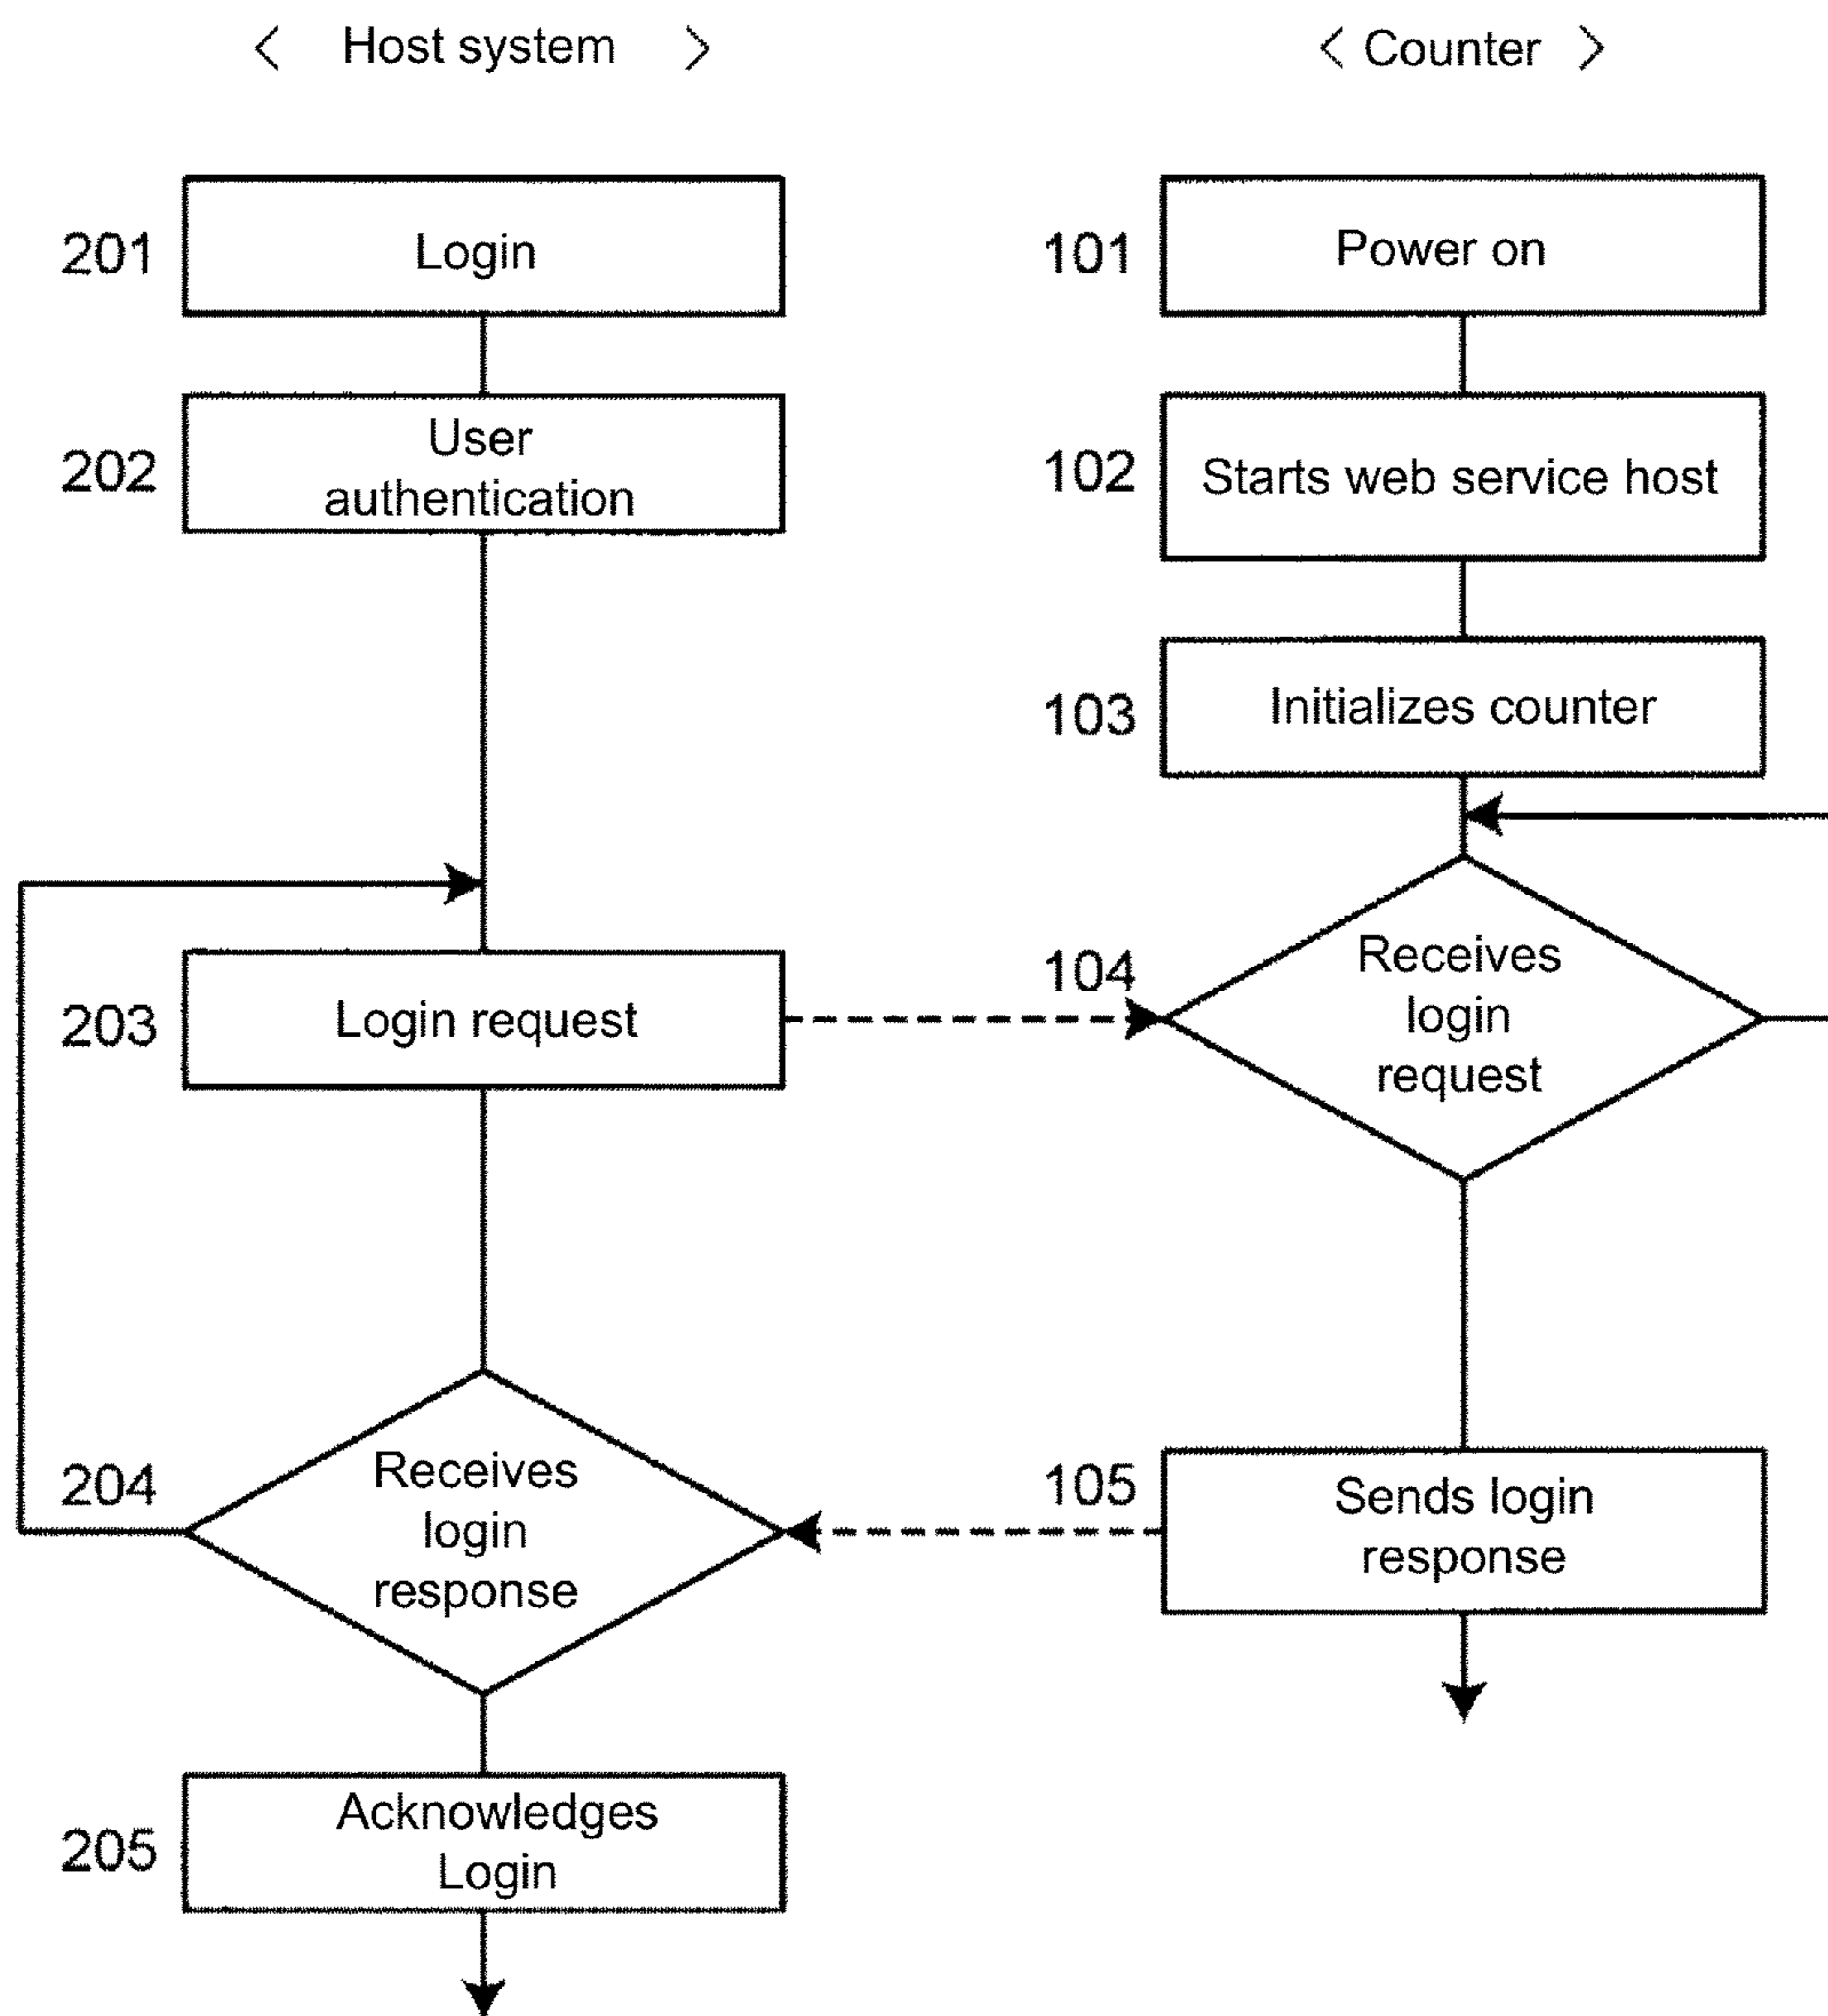 < Host system >
< Counter >
201
Login
202
User
authentication
203
Login request
204
Receives
login
response
205
Acknowledges
Login
101
Power on
102
Starts web service host
103
Initializes counter
104
Receives
login
request
105
Sends login
response